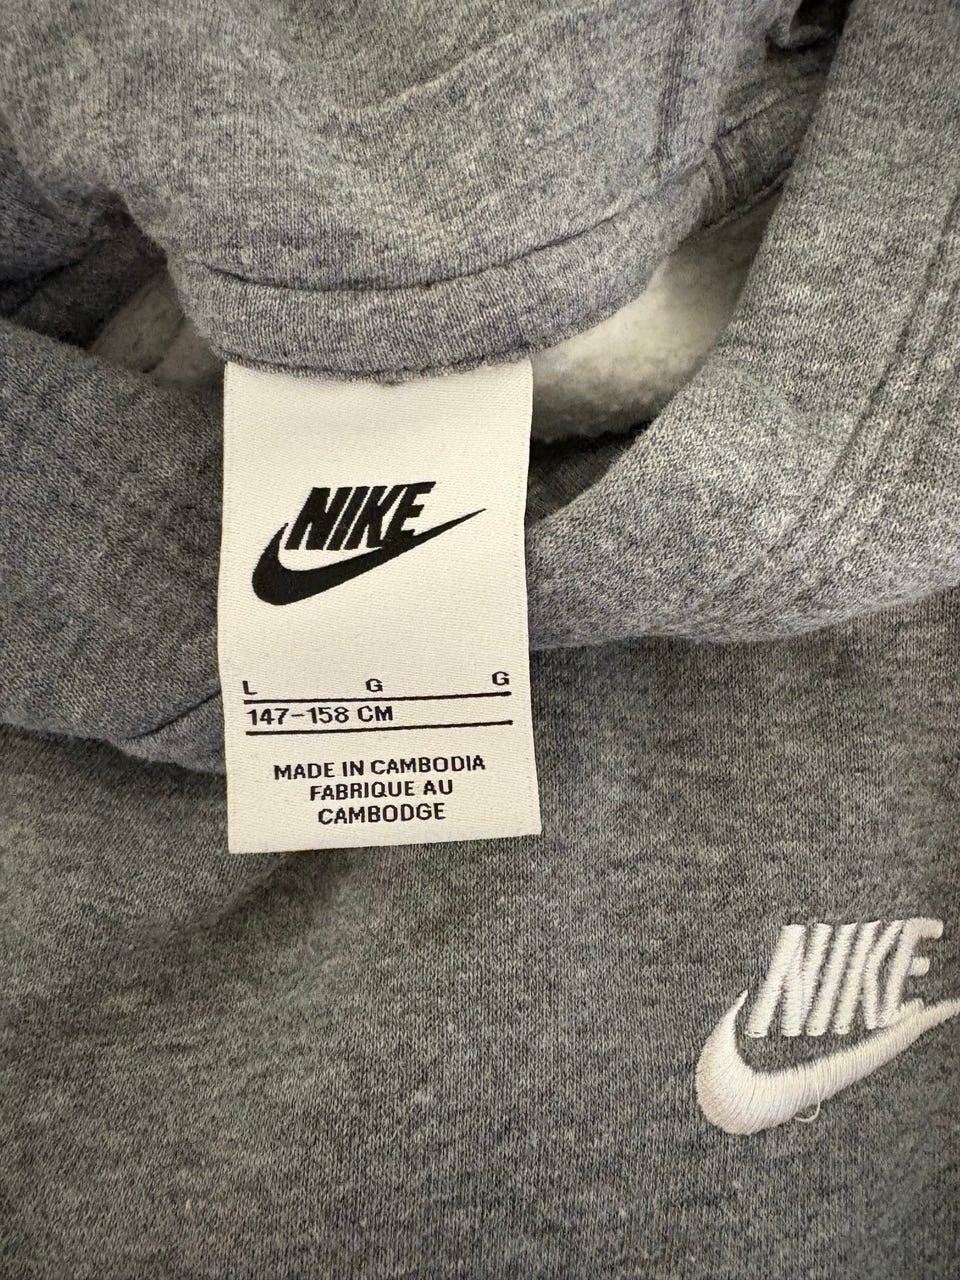 NIKE
L G G
147-158 CM
MADE IN CAMBODIA
FABRIQUE AU
CAMBODGE
NIKE